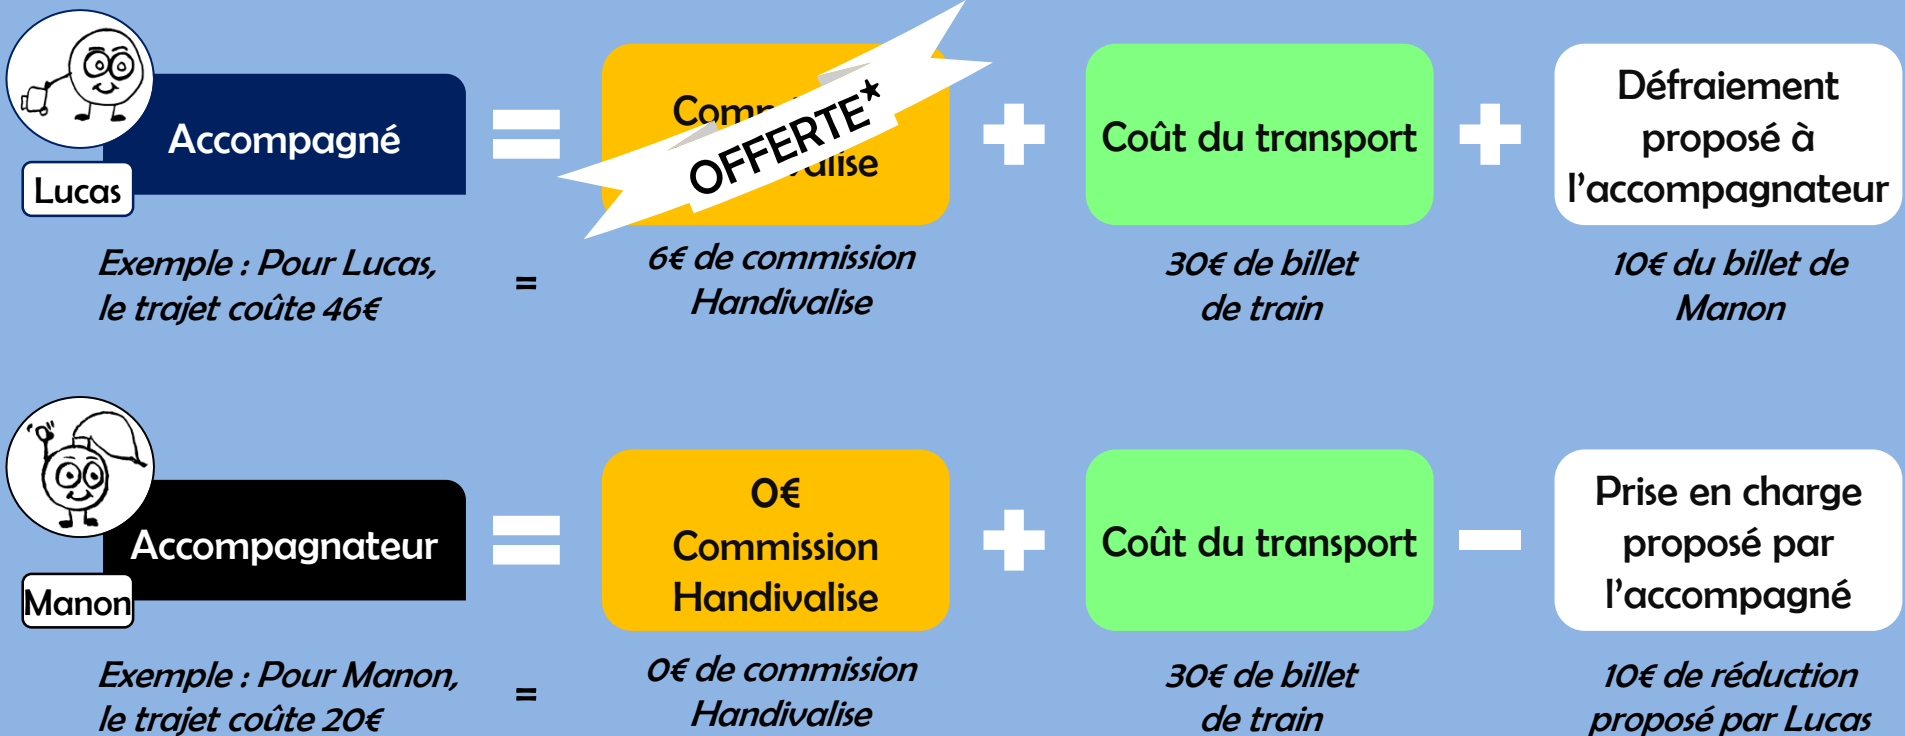 Accompagné
Lucas
OFFERTE*
Coût du transport
Défraiement
proposé à
l'accompagnateur
Exemple : Pour Lucas,
le trajet coûte 46€
=
6€ de commission
Handivalise
30€ de billet
de train
10€ du billet de
Manon
Accompagnateur
Manon
0€
Commission
Handivalise
Coût du transport
Prise en charge
proposé par
l'accompagné
Exemple : Pour Manon,
le trajet coûte 20€
=
0€ de commission
Handivalise
30€ de billet
de train
10€ de réduction
proposé par Lucas